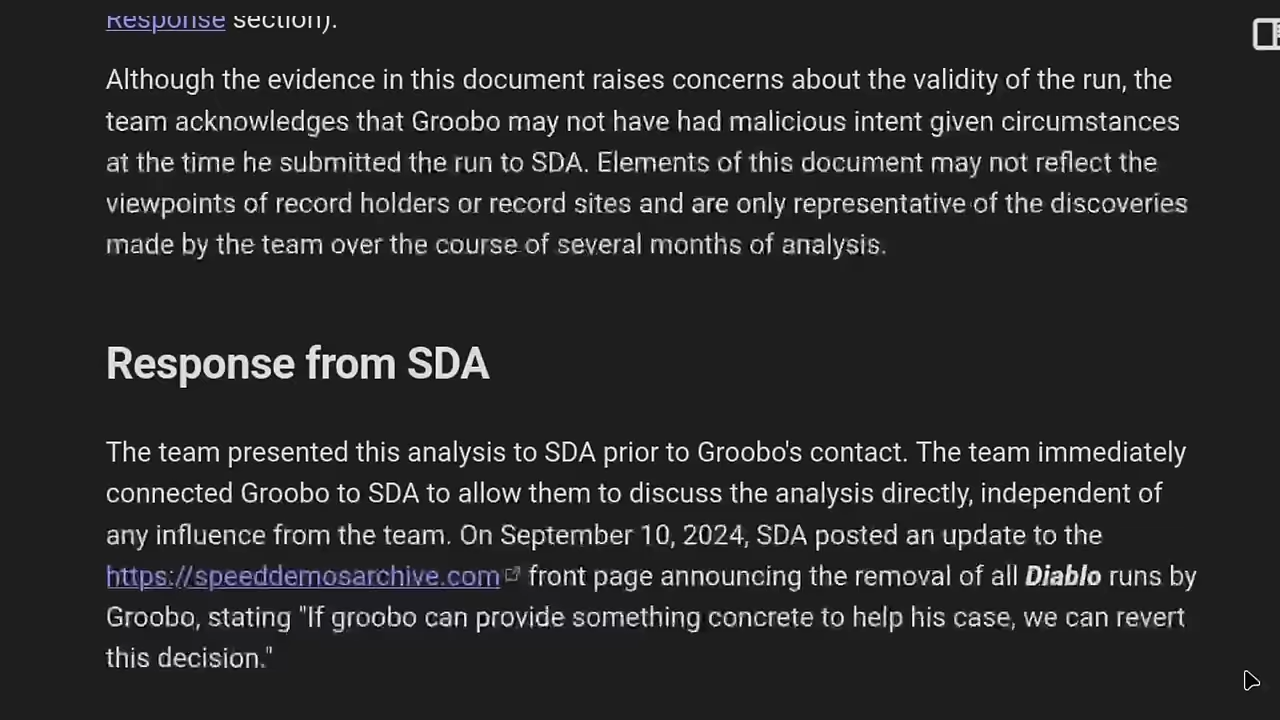 Response section).
Although the evidence in this document raises concerns about the validity of the run, the
team acknowledges that Groobo may not have had malicious intent given circumstances
at the time he submitted the run to SDA. Elements of this document may not reflect the
viewpoints of record holders or record sites and are only representative of the discoveries
made by the team over the course of several months of analysis.
Response from SDA
The team presented this analysis to SDA prior to Groobo's contact. The team immediately
connected Groobo to SDA to allow them to discuss the analysis directly, independent of
any influence from the team. On September 10, 2024, SDA posted an update to the
https://speeddemosarchive.com front page announcing the removal of all Diablo runs by
Groobo, stating "If groobo can provide something concrete to help his case, we can revert
this decision."